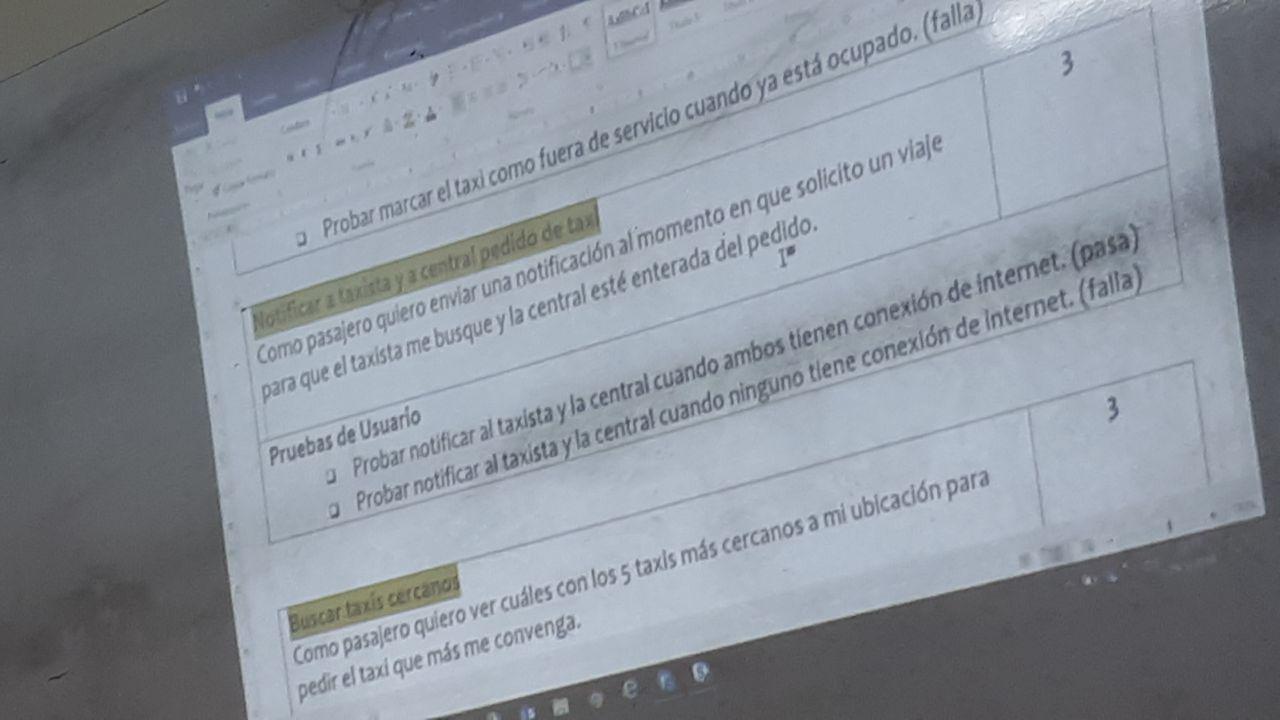 Probar marcar el taxi como fuera de servicio cuando ya está ocupado. (falla)
Notificar a taxista y a central pedido de taxi
3
Como pasajero quiero enviar una notificación al momento en que solicito un viaje
para que el taxista me busque y la central esté enterada del pedido.
Pruebas de Usuario
Probar notificar al taxista y la central cuando ambos tienen conexión de internet. (pasa)
Probar notificar al taxista y la central cuando ninguno tiene conexión de internet. (falla)
Buscar taxis cercanos
3
Como pasajero quiero ver cuáles con los 5 taxis más cercanos a mi ubicación para
pedir el taxi que más me convenga.